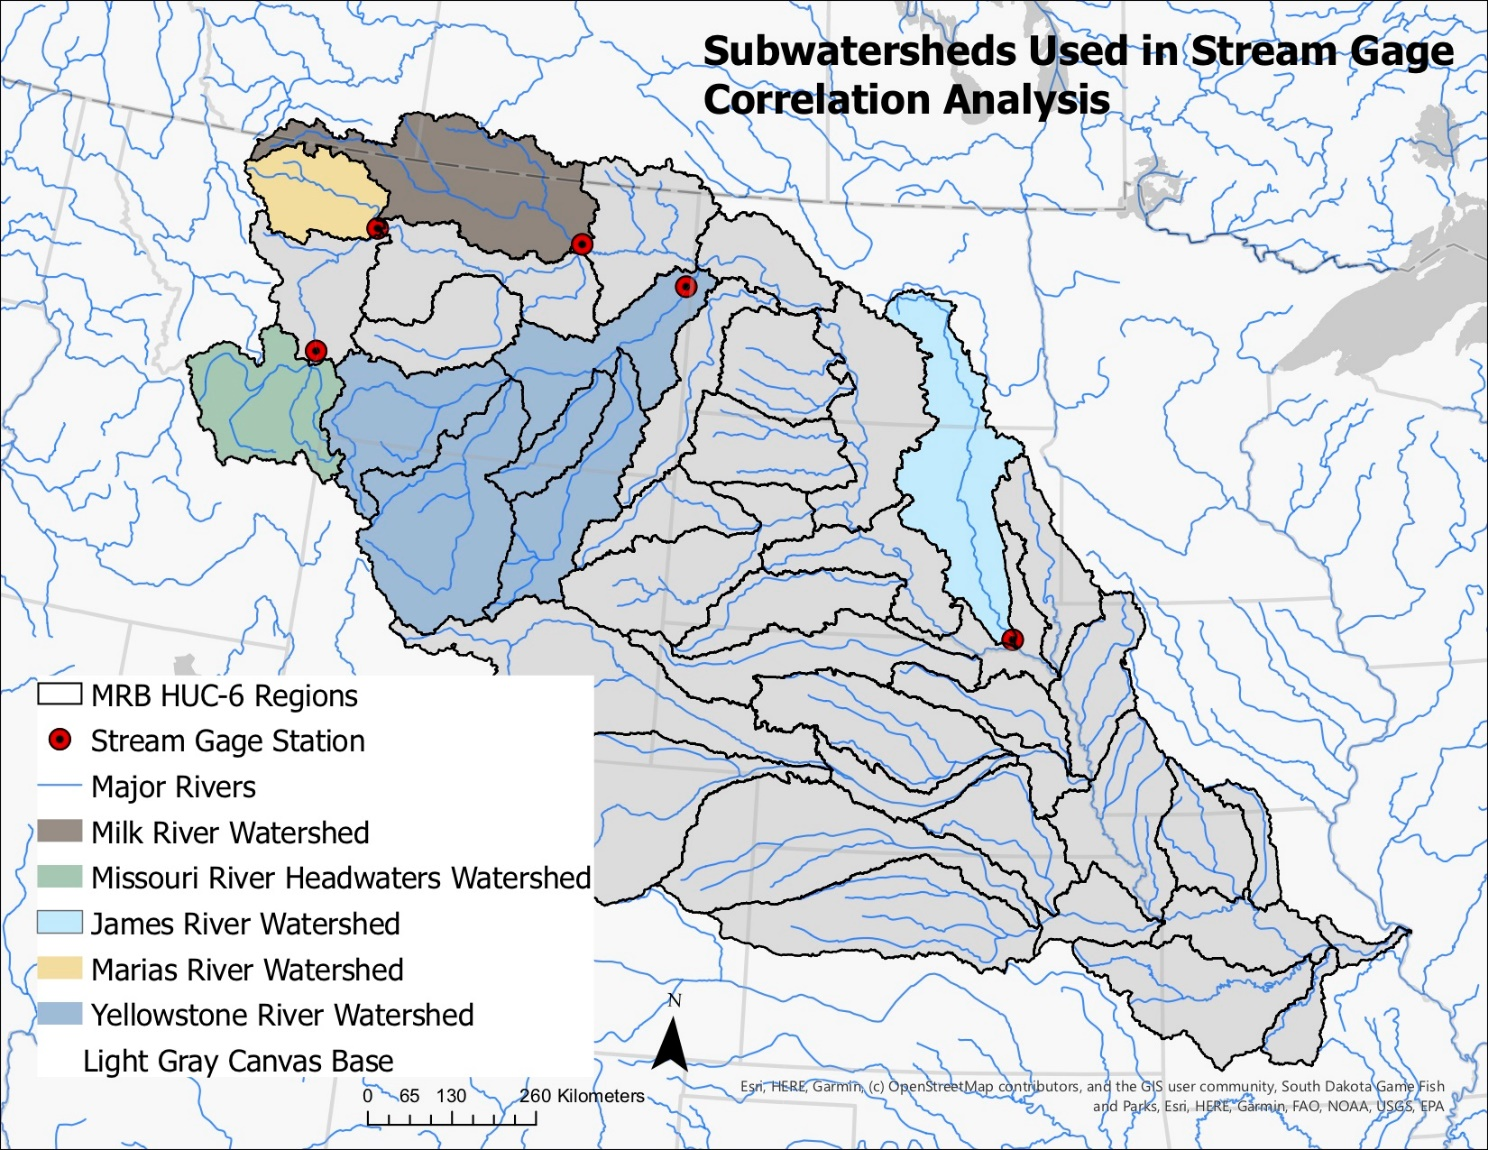 Subwatersheds Used in Stream Gage
Correlation Analysis
MRB HUC-6 Regions
Stream Gage Station
Major Rivers
Milk River Watershed
Missouri River Headwaters Watershed
James River Watershed
Marias River Watershed
Yellowstone River Watershed
Light Gray Canvas Base
N
0 65 130 260 Kilometers
Esri, HERE, Garmin, (c) OpenStreetMap contributors, and the GIS user community, South Dakota Game Fish
and Parks, Esri, HERE, Garmin, FAO, NOAA, USGS, EPA